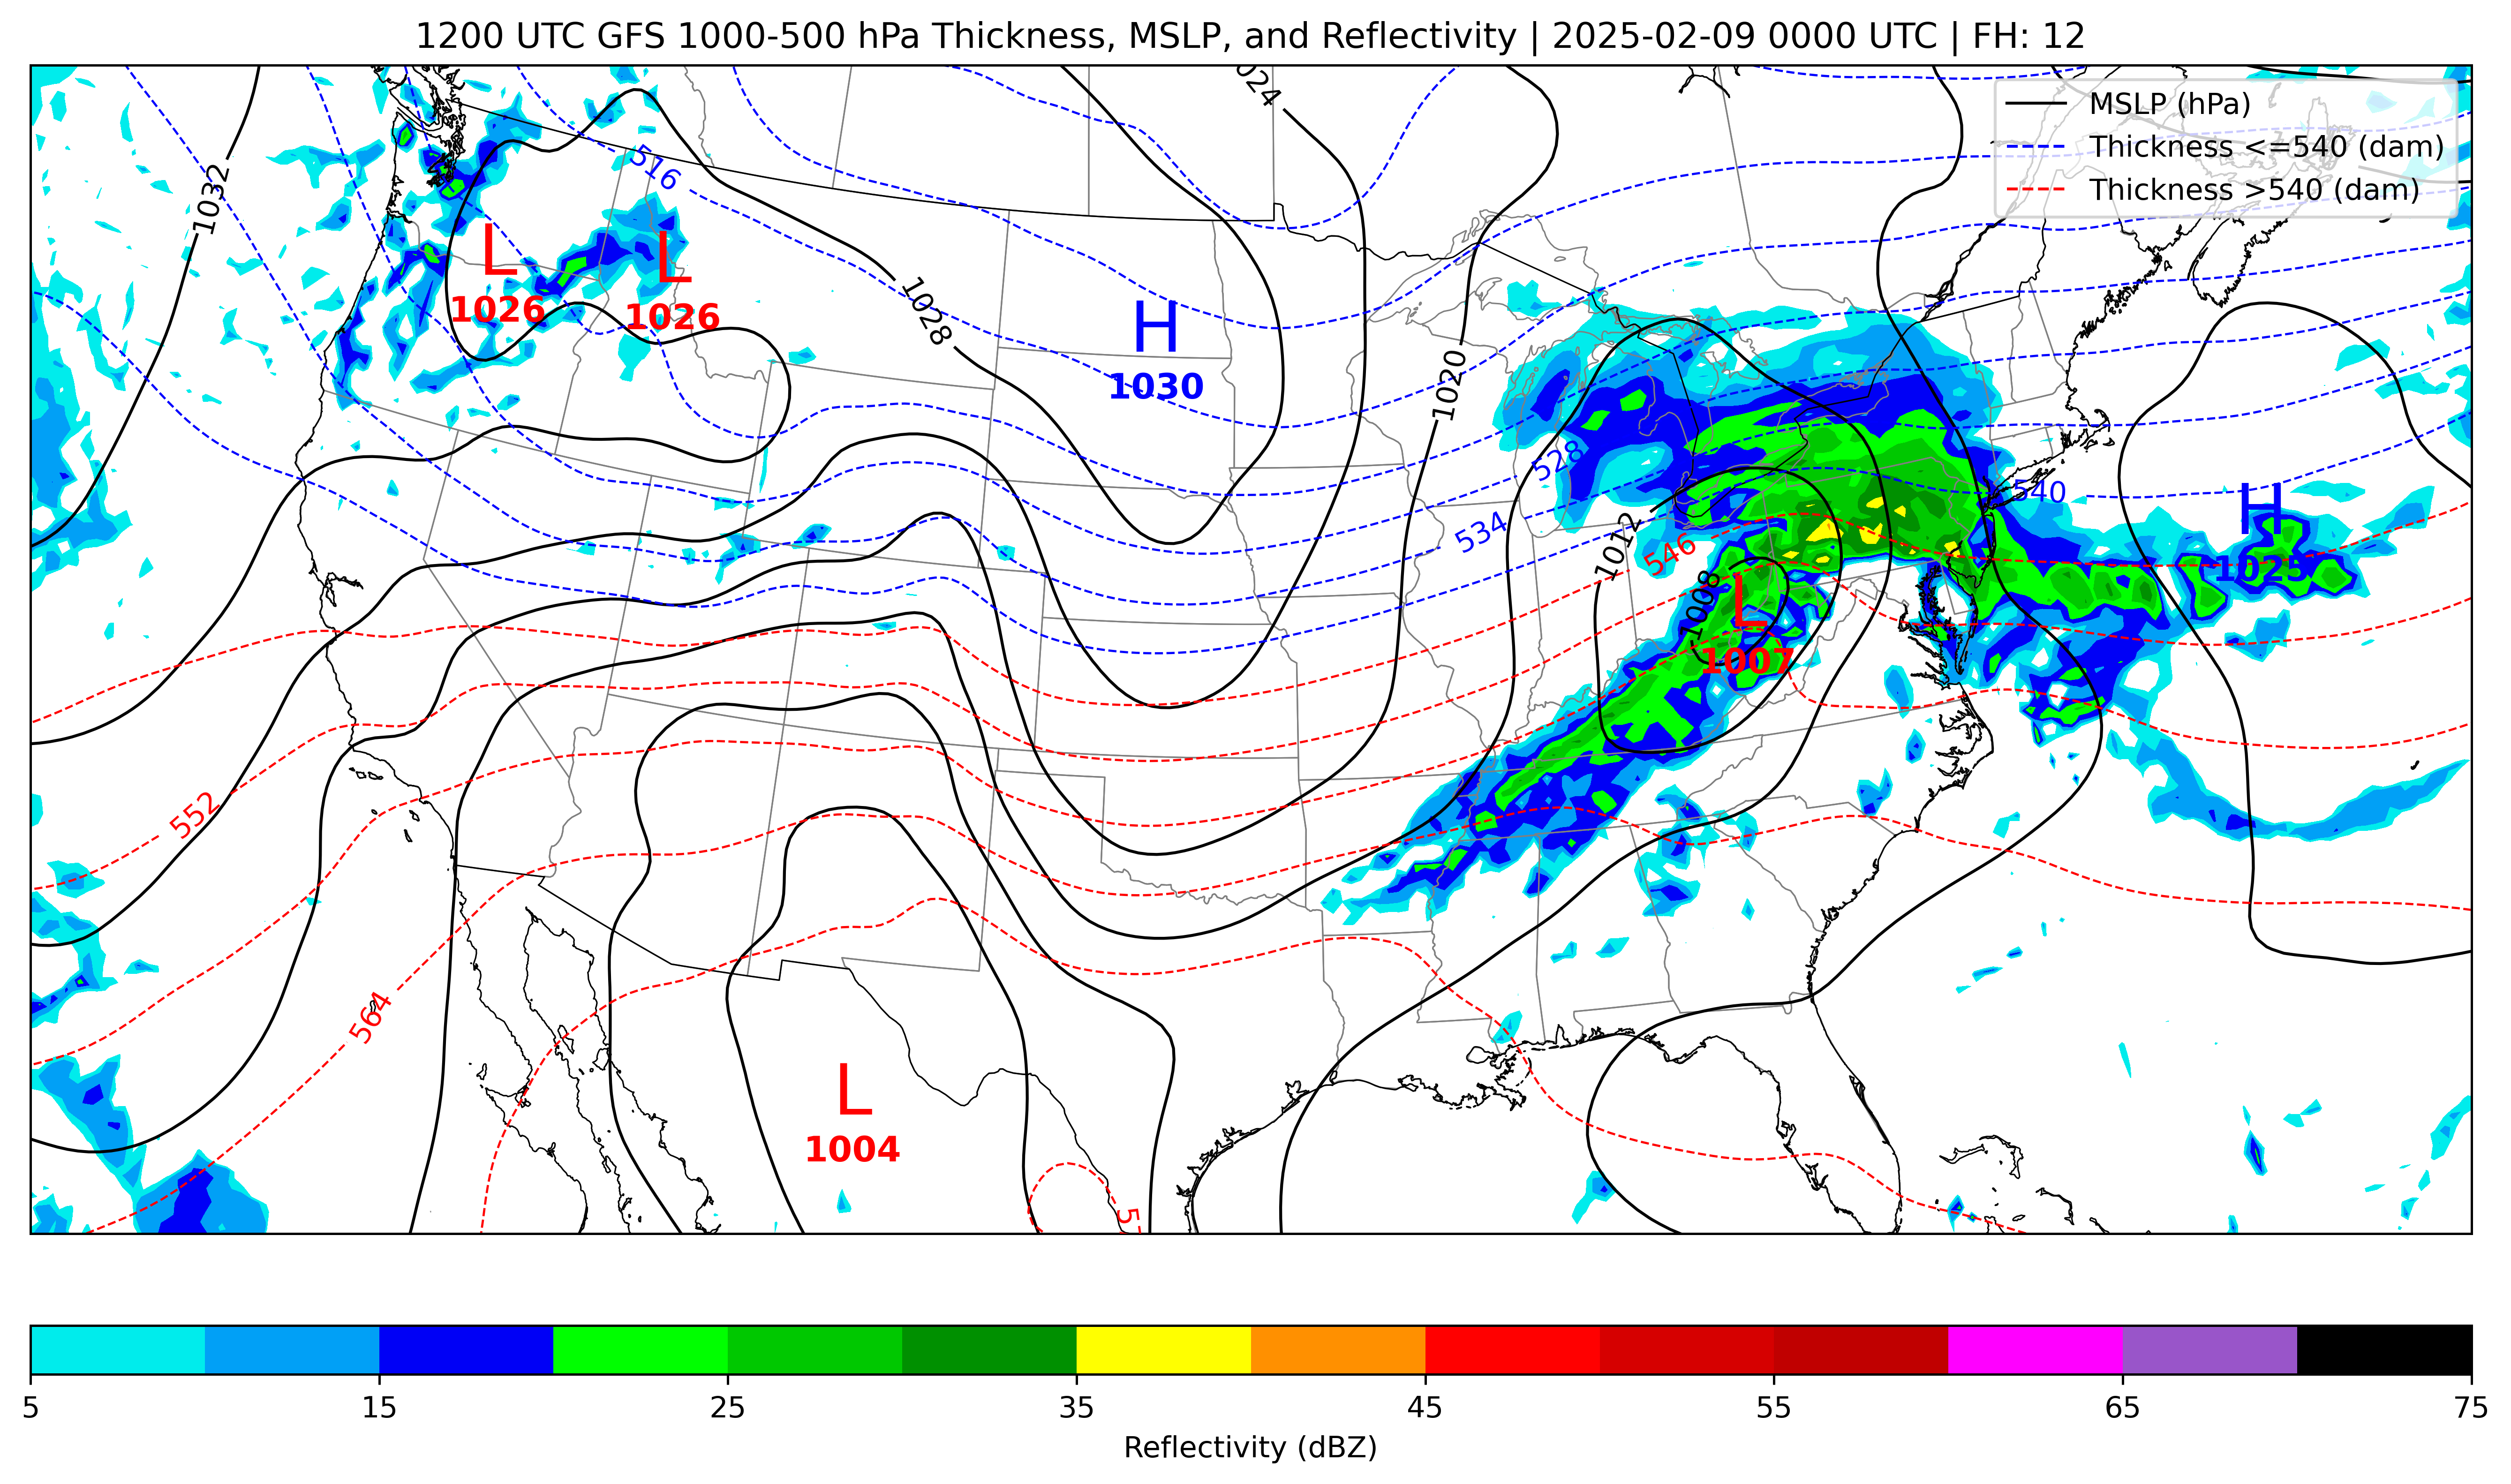 1200 UTC GFS 1000-500 hPa Thickness, MSLP, and Reflectivity | 2025-02-09 0000 UTC | FH: 12
MSLP (hPa)
Thickness <=540 (dam)
Thickness >540 (dam)
1032
516
1028
L
1026
L
1026
H
1030
1020
528
534
540
H
1025
1012
546
1008
L
1007
552
564
L
1004
5 15 25 35 45 55 65 75
Reflectivity (dBZ)